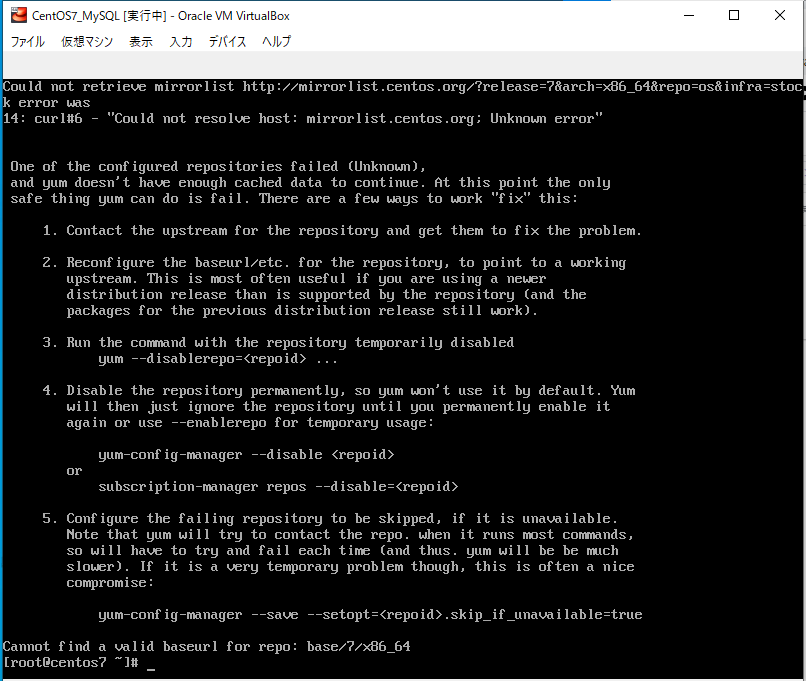 CentOS7_MySQL [実行中] - Oracle VM VirtualBox
ファイル 仮想マシン 表示 入力 デバイス ヘルプ
Could not retrieve mirrorlist http://mirrorlist.centos.org/?release=7&arch=x86_64&repo=os&infra=stoc
k error was
14: curl#6 - "Could not resolve host: mirrorlist.centos.org; Unknown error"
One of the configured repositories failed (Unknown),
and yum doesn't have enough cached data to continue. At this point the only
safe thing yum can do is fail. There are a few ways to work "fix" this:
1. Contact the upstream for the repository and get them to fix the problem.
2. Reconfigure the baseurl/etc. for the repository, to point to a working
upstream. This is most often useful if you are using a newer
distribution release than is supported by the repository (and the
packages for the previous distribution release still work).
3. Run the command with the repository temporarily disabled
yum --disablerepo=<repoid> ...
4. Disable the repository permanently, so yum won't use it by default. Yum
will then just ignore the repository until you permanently enable it
again or use --enablerepo for temporary usage:
yum-config-manager --disable <repoid>
or
subscription-manager repos --disable=<repoid>
5. Configure the failing repository to be skipped, if it is unavailable.
Note that yum will try to contact the repo. when it runs most commands,
so will have to try and fail each time (and thus. yum will be be much
slower). If it is a very temporary problem though, this is often a nice
compromise:
yum-config-manager --save --setopt=<repoid>.skip_if_unavailable=true
Cannot find a valid baseurl for repo: base/7/x86_64
[root@centos7 ~]# _